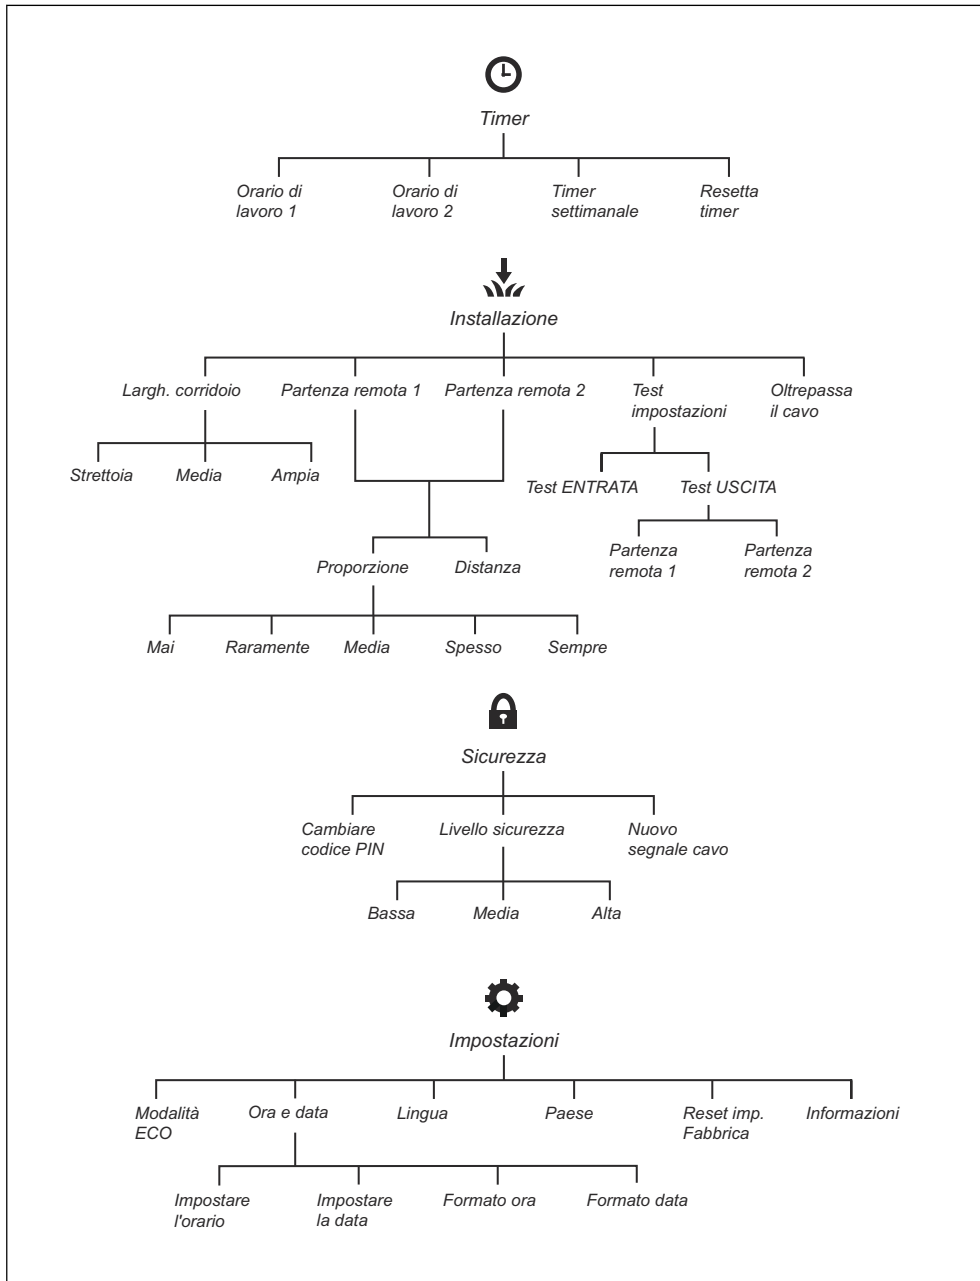 Timer
Orario di
lavoro 1
Orario di
lavoro 2
Timer
settimanale
Resetta
timer
Installazione
Largh. corridoio
Partenza remota 1
Partenza remota 2
Test
impostazioni
Oltrepassa
il cavo
Strettoia
Media
Ampia
Test ENTRATA
Test USCITA
Partenza
remota 1
Partenza
remota 2
Proporzione
Distanza
Mai
Raramente
Media
Spesso
Sempre
Sicurezza
Cambiare
codice PIN
Livello sicurezza
Nuovo
segnale cavo
Bassa
Media
Alta
Impostazioni
Modalità
ECO
Ora e data
Lingua
Paese
Reset imp.
Fabbrica
Informazioni
Impostare
l'orario
Impostare
la data
Formato ora
Formato data